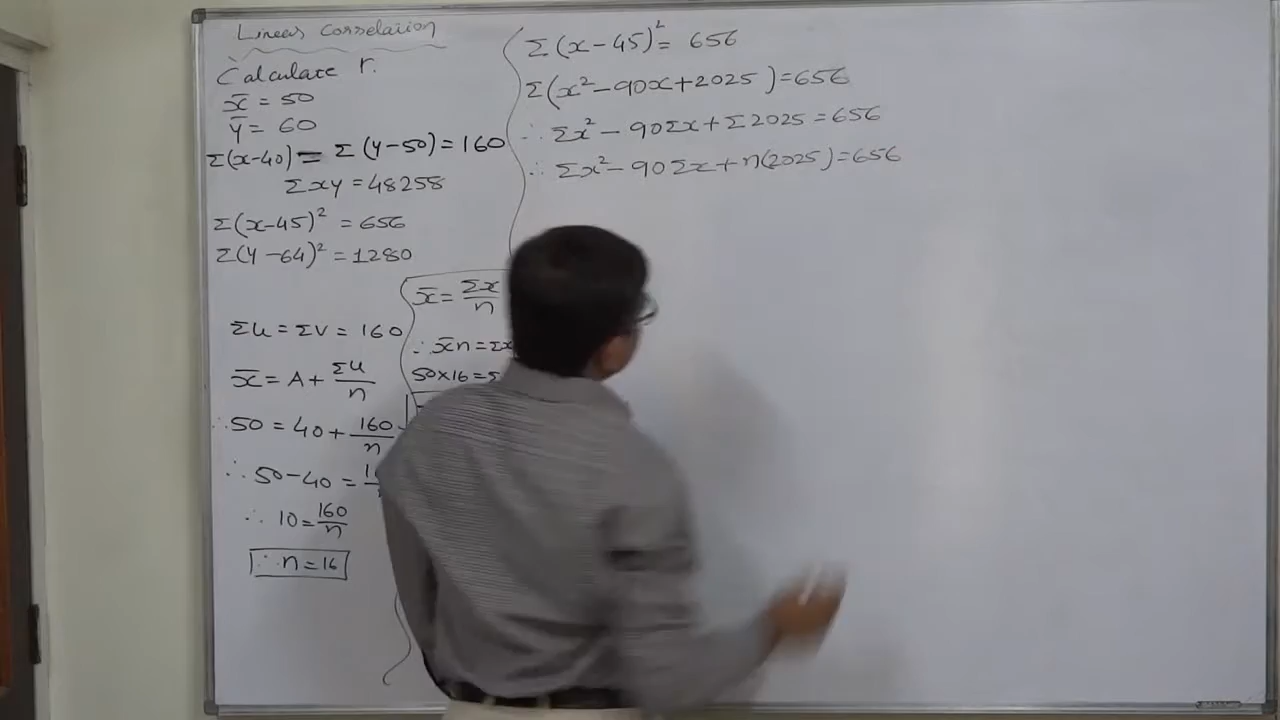 Linear Correlation
Calculate r.
x̄ = 50
ȳ = 60
Σ(x-40) = Σ(y-50) = 160
Σxy = 48258
Σ(x-45)² = 656
Σ(y-64)² = 1280
Σu = Σv = 160
x̄ = A + Σu/n
∴ 50 = 40 + 160/n
∴ 50-40 =
∴ 10 = 160/n
∴ n = 16
x̄ = Σx/n
∴ x̄n = Σx
50×16 =
Σ(x-45)² = 656
Σ(x²-90x+2025) = 656
∴ Σx² - 90Σx + Σ2025 = 656
∴ Σx² - 90Σx + n(2025) = 656